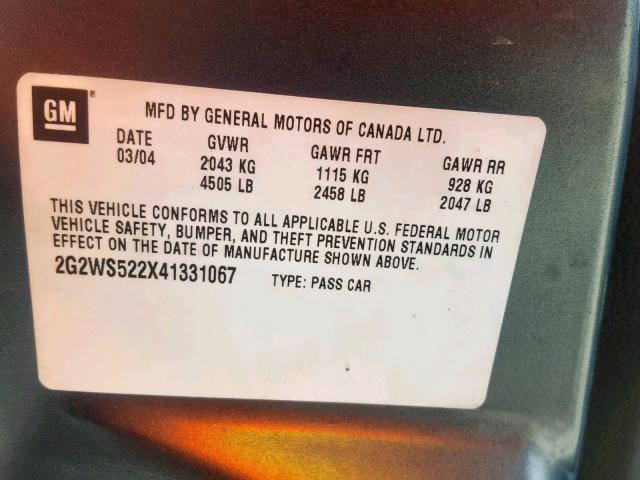 GM
MFD BY GENERAL MOTORS OF CANADA LTD.
DATE GVWR GAWR FRT GAWR RR
03/04 2043 KG 1115 KG 928 KG
4505 LB 2458 LB 2047 LB
THIS VEHICLE CONFORMS TO ALL APPLICABLE U.S. FEDERAL MOTOR
VEHICLE SAFETY, BUMPER, AND THEFT PREVENTION STANDARDS IN
EFFECT ON THE DATE OF MANUFACTURE SHOWN ABOVE.
2G2WS522X41331067 TYPE: PASS CAR